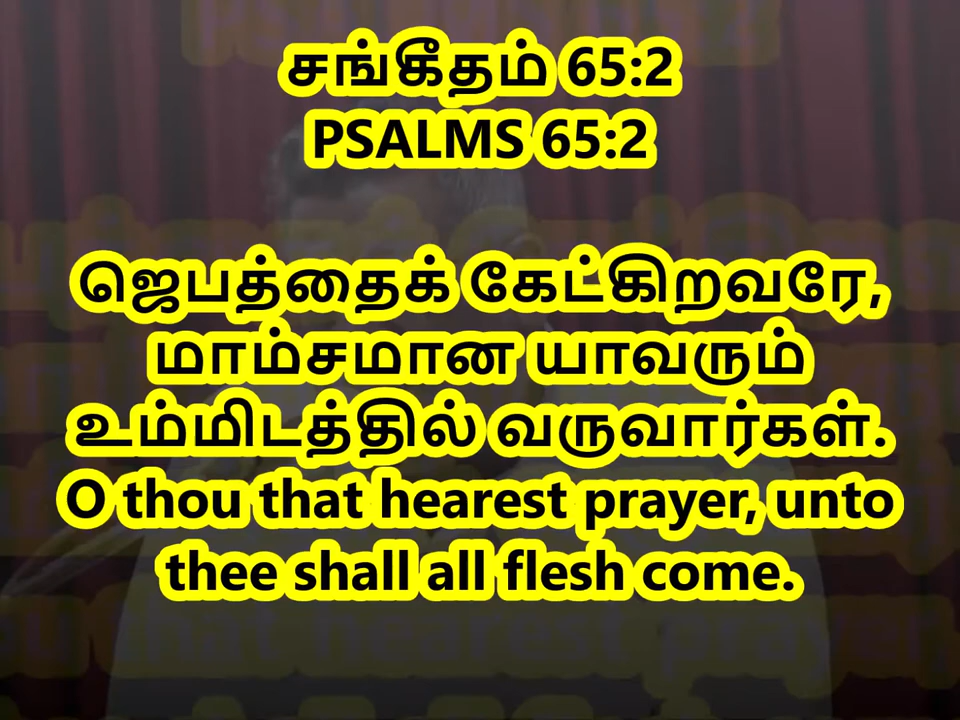 சங்கீதம் 65:2
PSALMS 65:2
ஜெபத்தைக் கேட்கிறவரே,
மாம்சமான யாவரும்
உம்மிடத்தில் வருவார்கள்.
O thou that hearest prayer, unto
thee shall all flesh come.